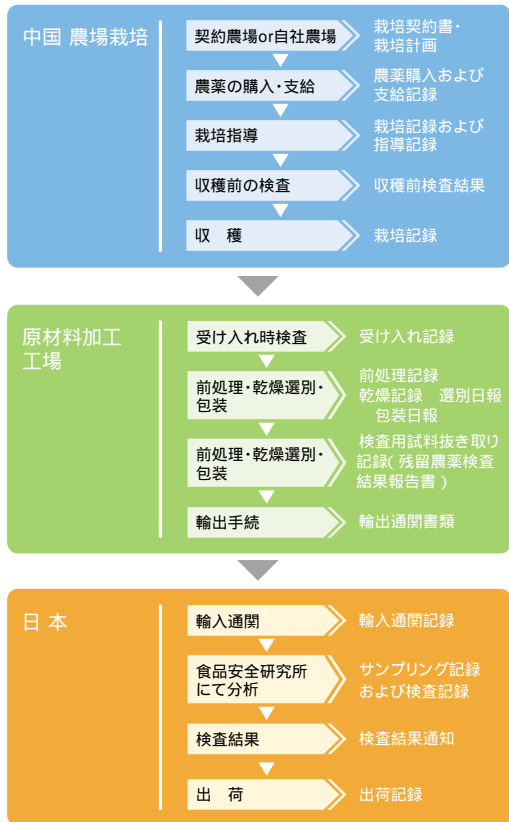 中国 農場栽培
契約農場or自社農場
栽培契約書・
栽培計画
農薬の購入・支給
農薬購入および
支給記録
栽培指導
栽培記録および
指導記録
収穫前の検査
収穫前検査結果
収　穫
栽培記録
原材料加工
工場
受け入れ時検査
受け入れ記録
前処理・乾燥選別・
包装
前処理記録
乾燥記録　選別日報
包装日報
前処理・乾燥選別・
包装
検査用試料抜き取り
記録(残留農薬検査
結果報告書)
輸出手続
輸出通関書類
日 本
輸入通関
輸入通関記録
食品安全研究所
にて分析
サンプリング記録
および検査記録
検査結果
検査結果通知
出　荷
出荷記録